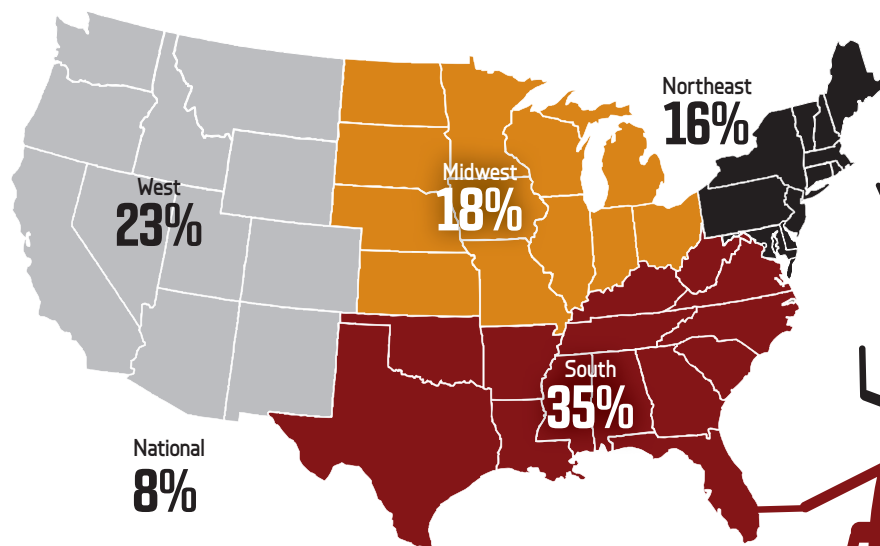 Northeast
16%
Midwest
18%
West
23%
South
35%
National
8%